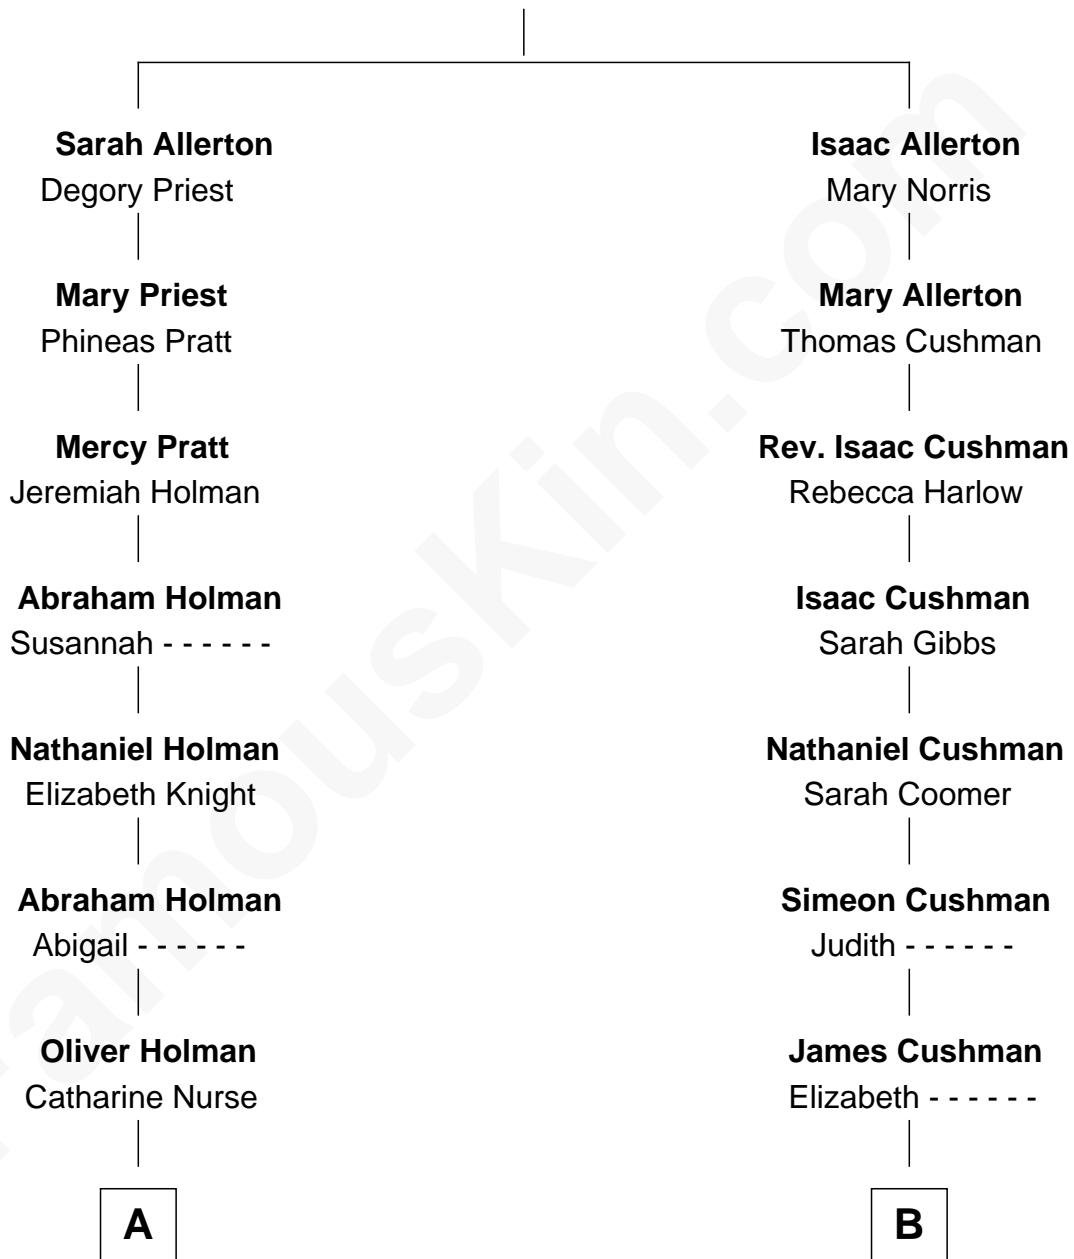 Sarah Allerton
Degory Priest
Mary Priest
Phineas Pratt
Mercy Pratt
Jeremiah Holman
Abraham Holman
Susannah - - - - - -
Nathaniel Holman
Elizabeth Knight
Abraham Holman
Abigail - - - - - -
Oliver Holman
Catharine Nurse
A
Isaac Allerton
Mary Norris
Mary Allerton
Thomas Cushman
Rev. Isaac Cushman
Rebecca Harlow
Isaac Cushman
Sarah Gibbs
Nathaniel Cushman
Sarah Coomer
Simeon Cushman
Judith - - - - - -
James Cushman
Elizabeth - - - - - -
B
FamousKin.com